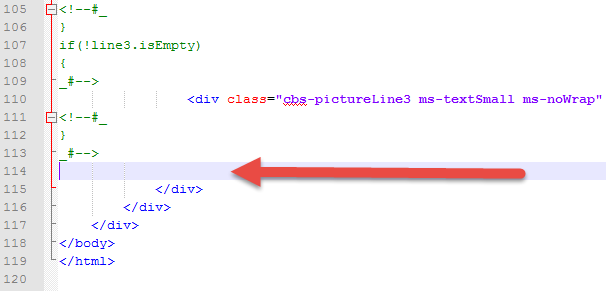 105 <!--#_
106 }
107 if(!line3.isEmpty)
108 {
109 _#-->
110 <div class="cbs-pictureLine3 ms-textSmall ms-noWrap"
111 <!--#_
112 }
113 _#-->
114
115 </div>
116 </div>
117 </div>
118 </body>
119 </html>
120